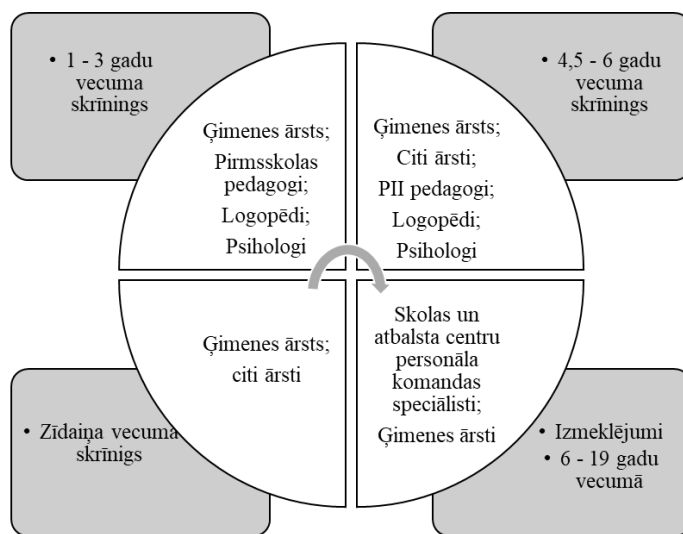 • 1 - 3 gadu
vecuma
skrīnings
• 4,5 - 6 gadu
vecuma
skrīnings
Ģimenes ārsts;
Pirmsskolas
pedagogi;
Logopēdi;
Psihologi
Ģimenes ārsts;
Citi ārsti;
PII pedagogi;
Logopēdi;
Psihologi
Ģimenes ārsts;
citi ārsti
Skolas un
atbalsta centru
personāla
komandas
speciālisti;
Ģimenes ārsti
• Zīdaiņa vecuma
skrīnigs
• Izmeklējumi
• 6 - 19 gadu
vecumā